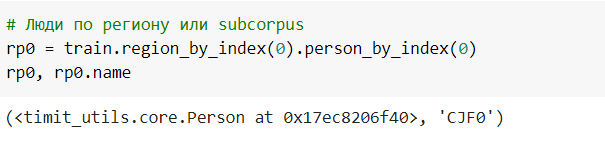 # Люди по региону или subcorpus
rp0 = train.region_by_index(0).person_by_index(0)
rp0, rp0.name
(<timit_utils.core.Person at 0x17ec8206f40>, 'CJF0')